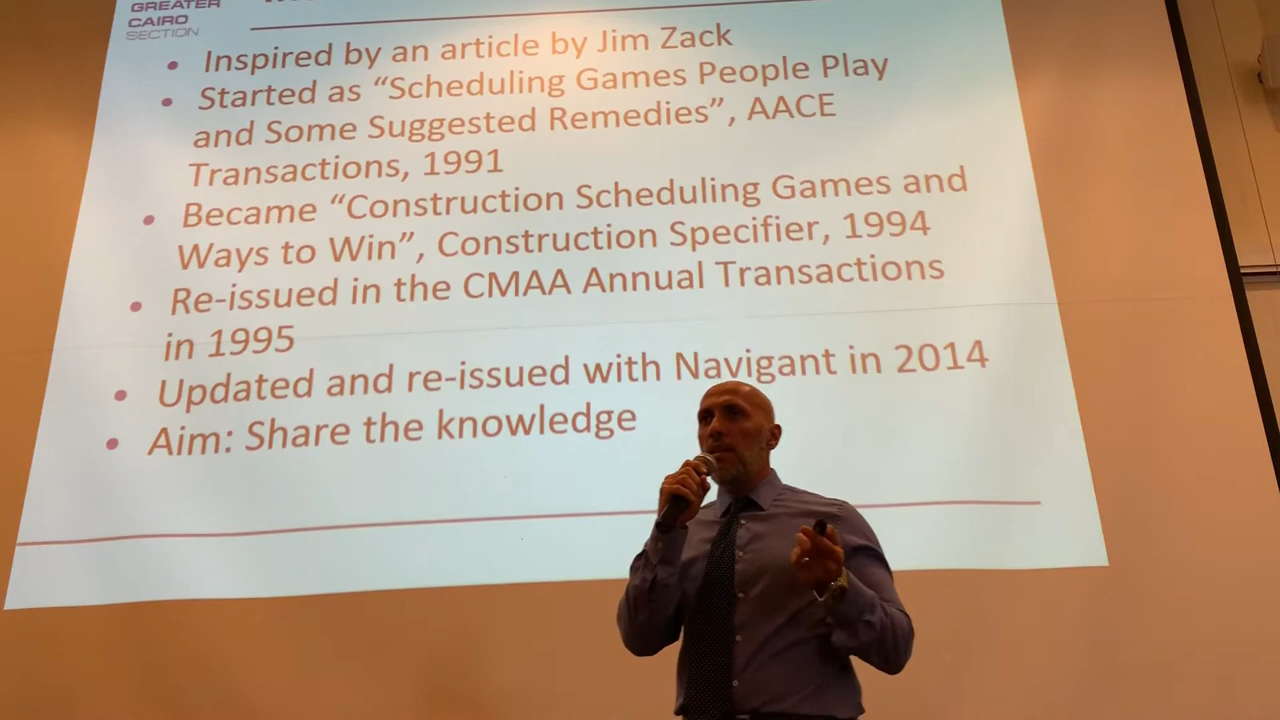 GREATER
CAIRO
SECTION
• Inspired by an article by Jim Zack
• Started as “Scheduling Games People Play
and Some Suggested Remedies”, AACE
Transactions, 1991
• Became “Construction Scheduling Games and
Ways to Win”, Construction Specifier, 1994
• Re-issued in the CMAA Annual Transactions
in 1995
• Updated and re-issued with Navigant in 2014
• Aim: Share the knowledge